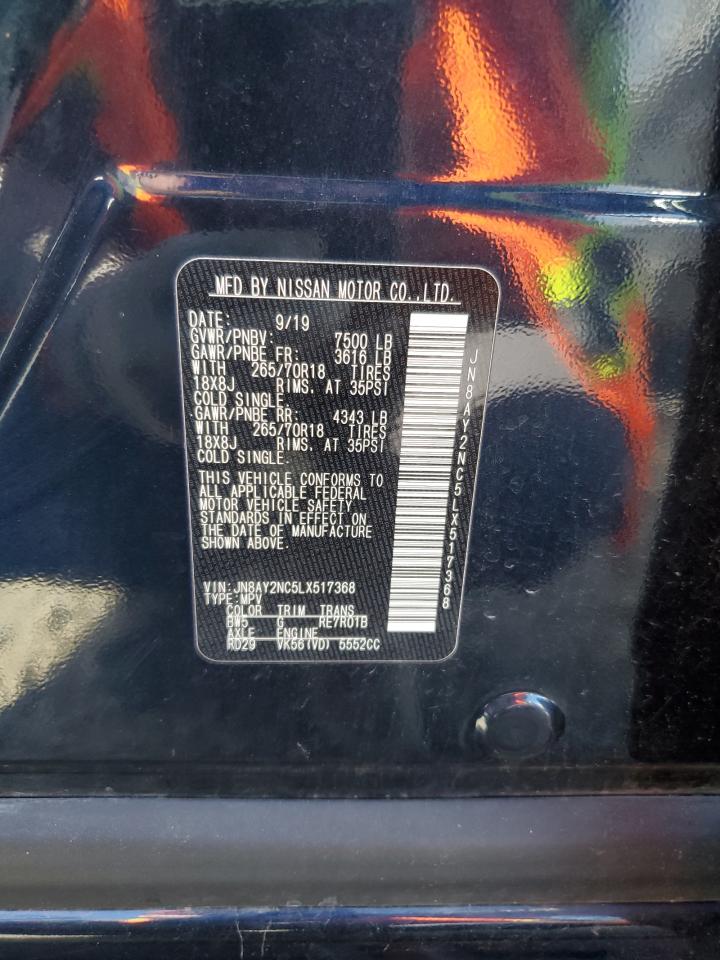 MFD BY NISSAN MOTOR CO.,LTD.
DATE: 9/19
GVWR/PNBV: 7500 LB
GAWR/PNBE FR: 3616 LB
WITH 265/70R18 TIRES
18X8J RIMS, AT 35PSI
COLD SINGLE.
GAWR/PNBE RR: 4343 LB
WITH 265/70R18 TIRES
18X8J RIMS, AT 35PSI
COLD SINGLE.
THIS VEHICLE CONFORMS TO
ALL APPLICABLE FEDERAL
MOTOR VEHICLE SAFETY
STANDARDS IN EFFECT ON
THE DATE OF MANUFACTURE
SHOWN ABOVE.
VIN:JN8AY2NC5LX517368
TYPE:MPV
COLOR TRIM TRANS
BW5 G RE7R01B
AXLE ENGINE
RD29 VK56(VD) 5552CC
JN8AY2NC5LX517368